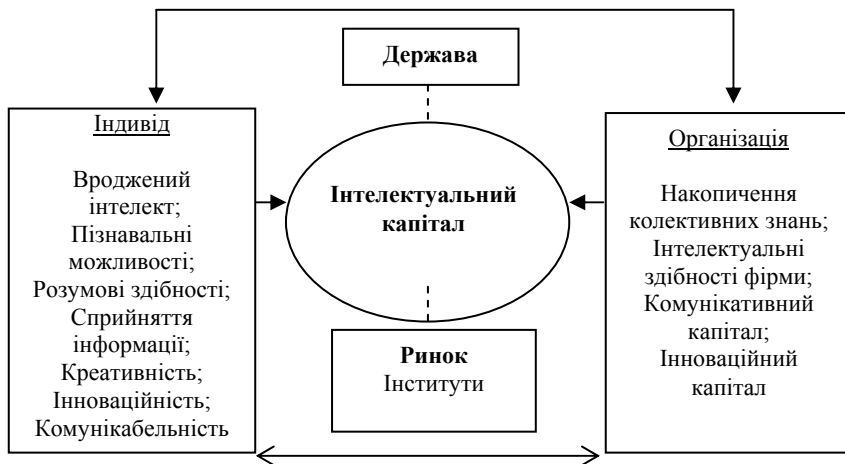 Держава
Індивід
Вроджений
інтелект;
Пізнавальні
можливості;
Розумові здібності;
Сприйняття
інформації;
Креативність;
Інноваційність;
Комунікабельність
Інтелектуальний
капітал
Ринок
Інститути
Організація
Накопичення
колективних знань;
Інтелектуальні
здібності фірми;
Комунікативний
капітал;
Інноваційний
капітал